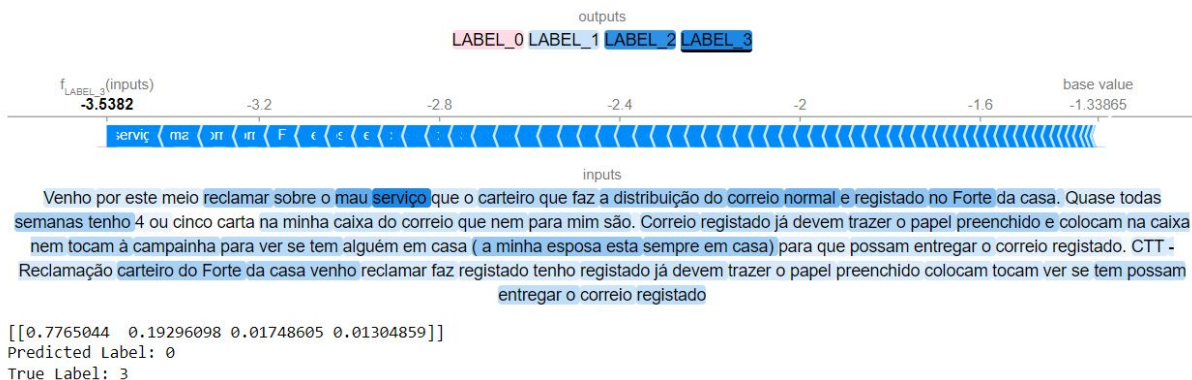 outputs
LABEL_0 LABEL_1 LABEL_2 LABEL_3
f LABEL_3 (inputs) base value
-3.5382 -3.2 -2.8 -2.4 -2 -1.6 -1.33865
serviç ma F
inputs
Venho por este meio reclamar sobre o mau serviço que o carteiro que faz a distribuição do correio normal e registado no Forte da casa. Quase todas
semanas tenho 4 ou cinco carta na minha caixa do correio que nem para mim são. Correio registado já devem trazer o papel preenchido e colocam na caixa
nem tocam à campainha para ver se tem alguém em casa ( a minha esposa esta sempre em casa) para que possam entregar o correio registado. CTT -
Reclamação carteiro do Forte da casa venho reclamar faz registado tenho registado já devem trazer o papel preenchido colocam tocam ver se tem possam
entregar o correio registado
[[0.7765044 0.19296098 0.01748605 0.01304859]]
Predicted Label: 0
True Label: 3